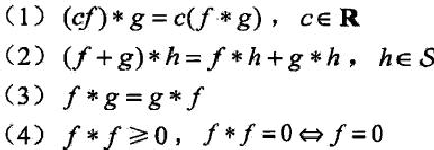 （1）(cf)*g=c(f*g)，c∈R
（2）(f+g)*h=f*h+g*h，h∈S
（3）f*g=g*f
（4）f*f⩾0，f*f=0⇔f=0